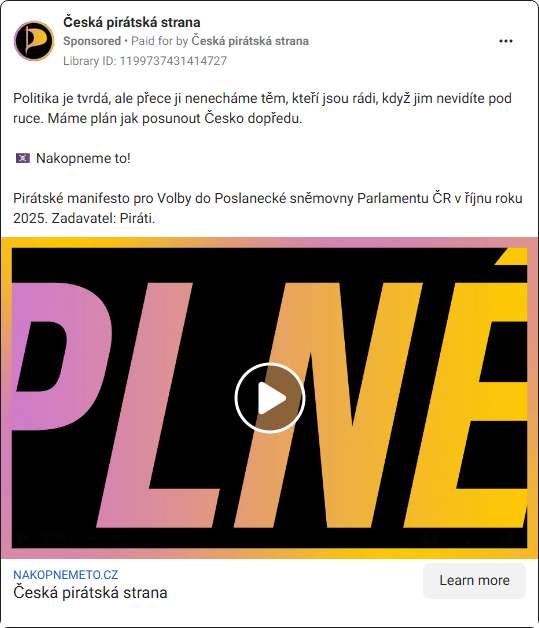 Česká pirátská strana
Sponsored • Paid for by Česká pirátská strana
Library ID: 1199737431414727
Politika je tvrdá, ale přece ji nenecháme těm, kteří jsou rádi, když jim nevidíte pod
ruce. Máme plán jak posunout Česko dopředu.
🏴‍☠️ Nakopneme to!
Pirátské manifesto pro Volby do Poslanecké sněmovny Parlamentu ČR v říjnu roku
2025. Zadavatel: Piráti.
PLNÉ
NAKOPNEMETO.CZ
Česká pirátská strana
Learn more